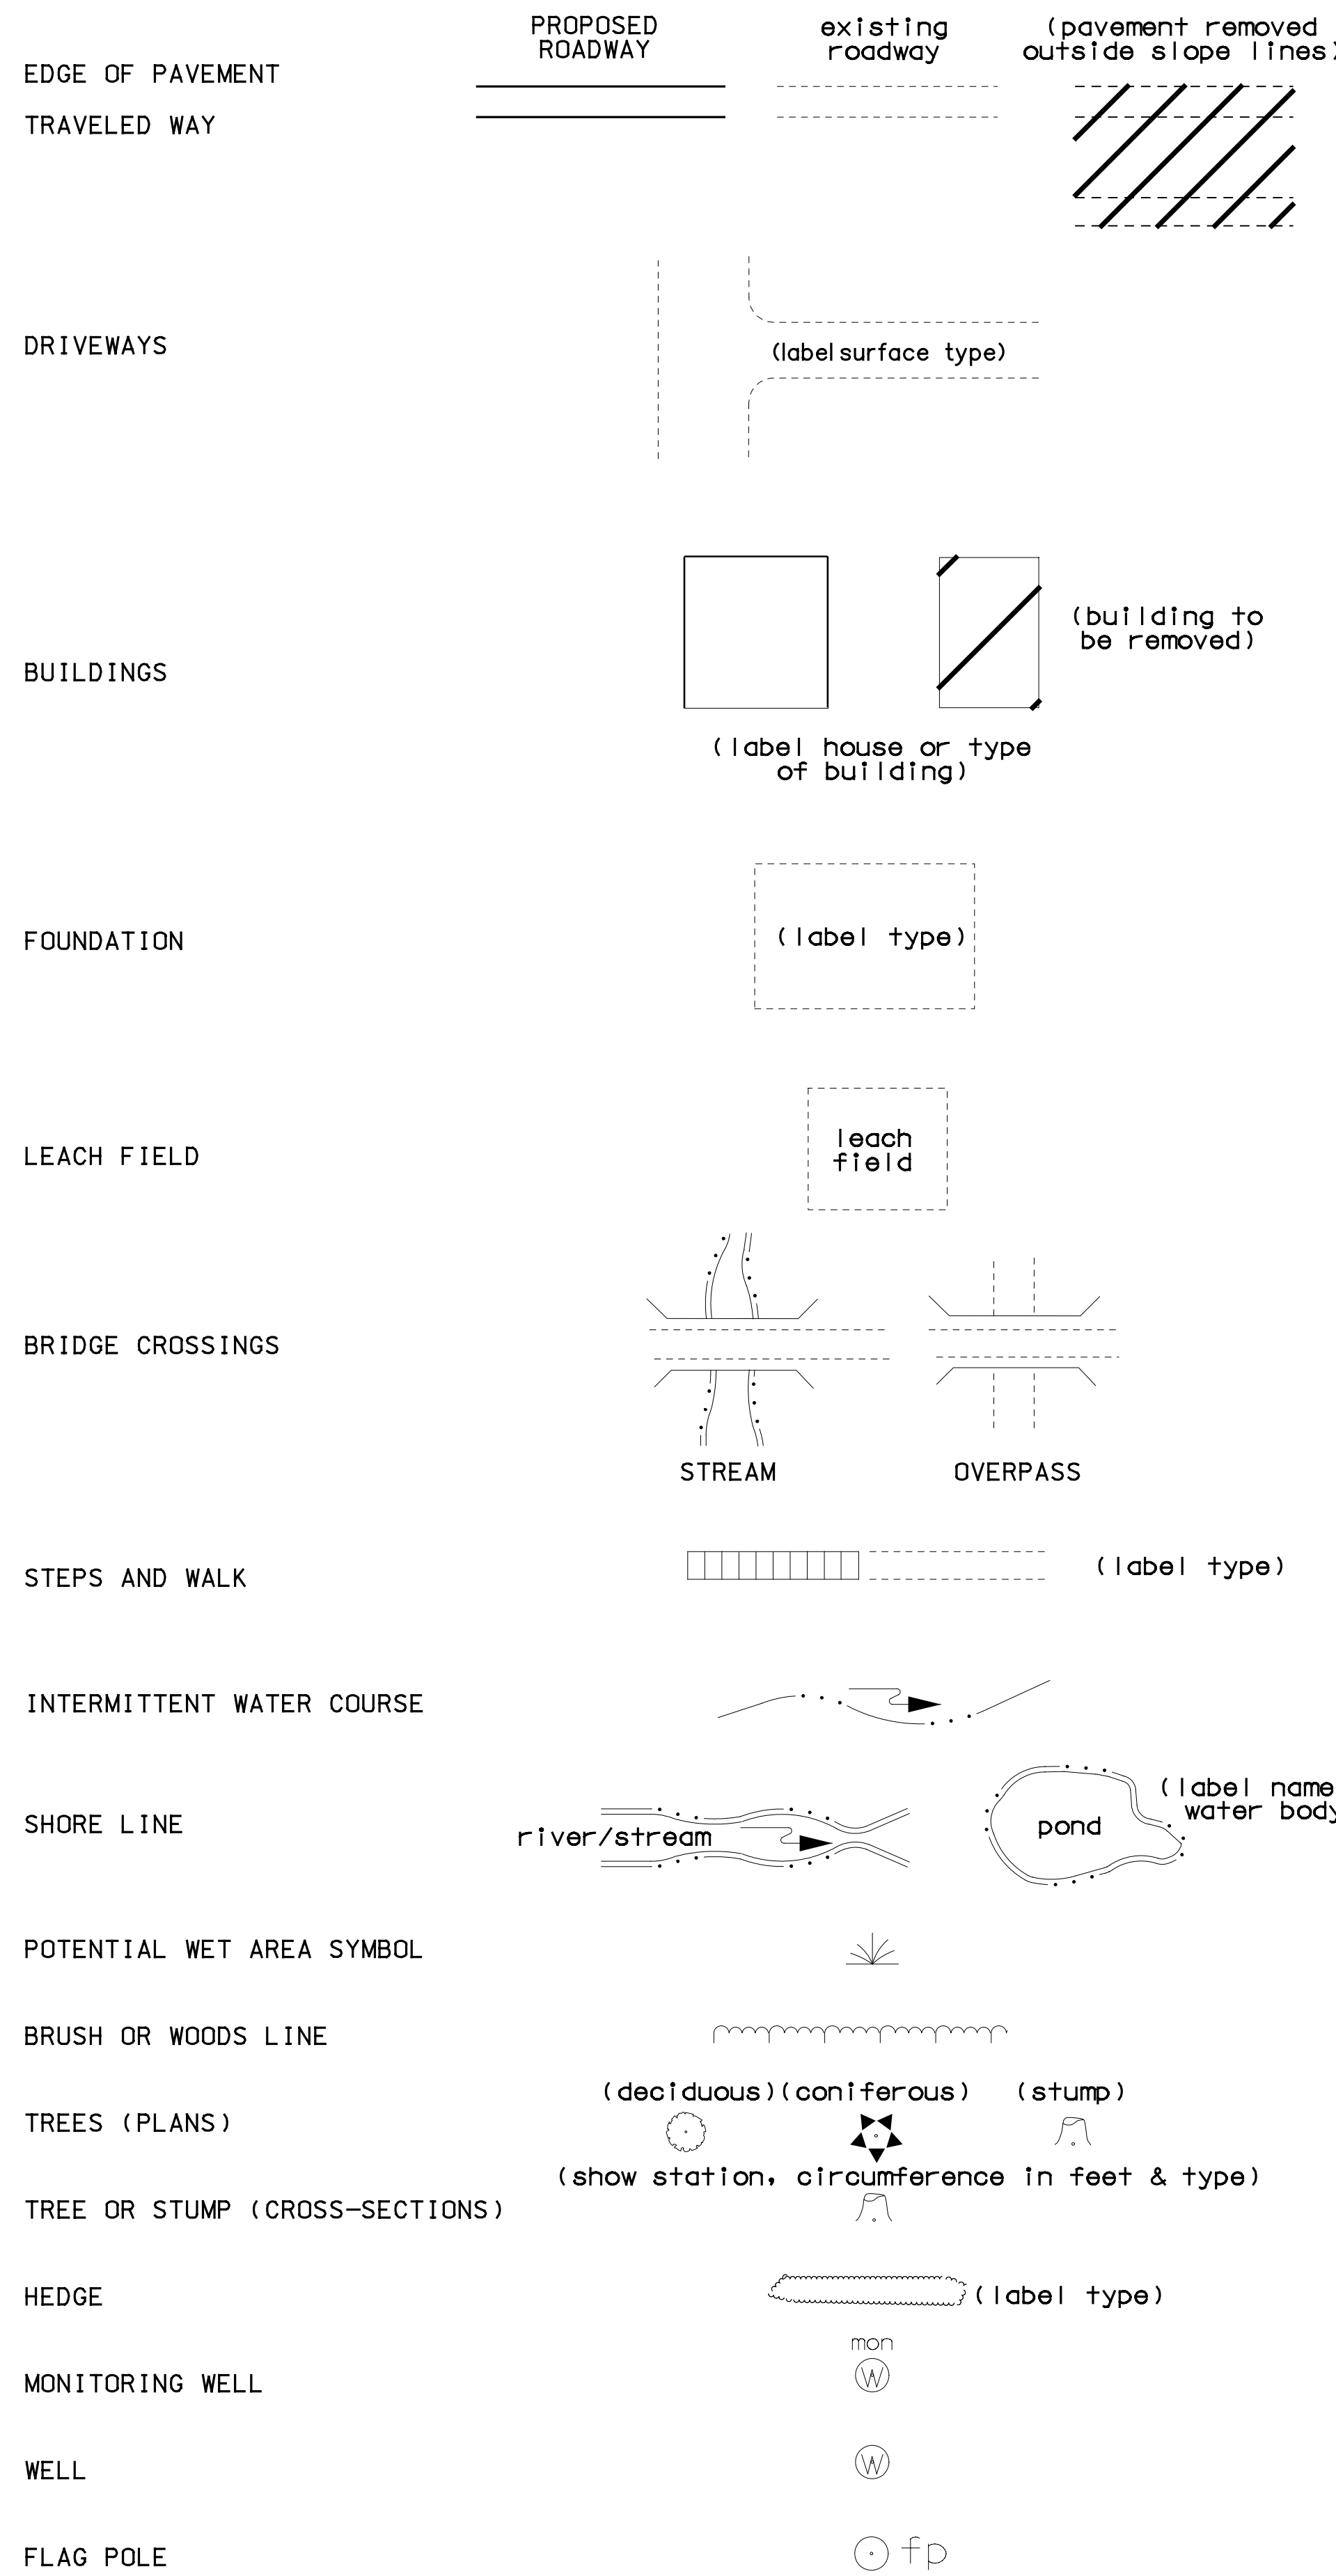 PROPOSED
ROADWAY
existing
roadway
(pavement removed
outside slope lines)
EDGE OF PAVEMENT
TRAVELED WAY
DRIVEWAYS
(label surface type)
BUILDINGS
(building to
be removed)
(label house or type
of building)
FOUNDATION
(label type)
LEACH FIELD
leach
field
BRIDGE CROSSINGS
STREAM
OVERPASS
STEPS AND WALK
(label type)
INTERMITTENT WATER COURSE
SHORE LINE
river/stream
pond
(label name
water body
POTENTIAL WET AREA SYMBOL
BRUSH OR WOODS LINE
(deciduous) (coniferous) (stump)
TREES (PLANS)
(show station, circumference in feet & type)
TREE OR STUMP (CROSS-SECTIONS)
HEDGE
(label type)
mon
MONITORING WELL
W
WELL
W
FLAG POLE
fp